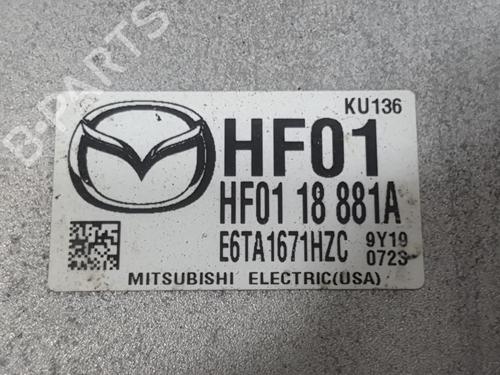 B-PARTS
KU136
HF01
HF01 18 881A
E6TA1671HZC 9Y19
0723
MITSUBISHI ELECTRIC(USA)